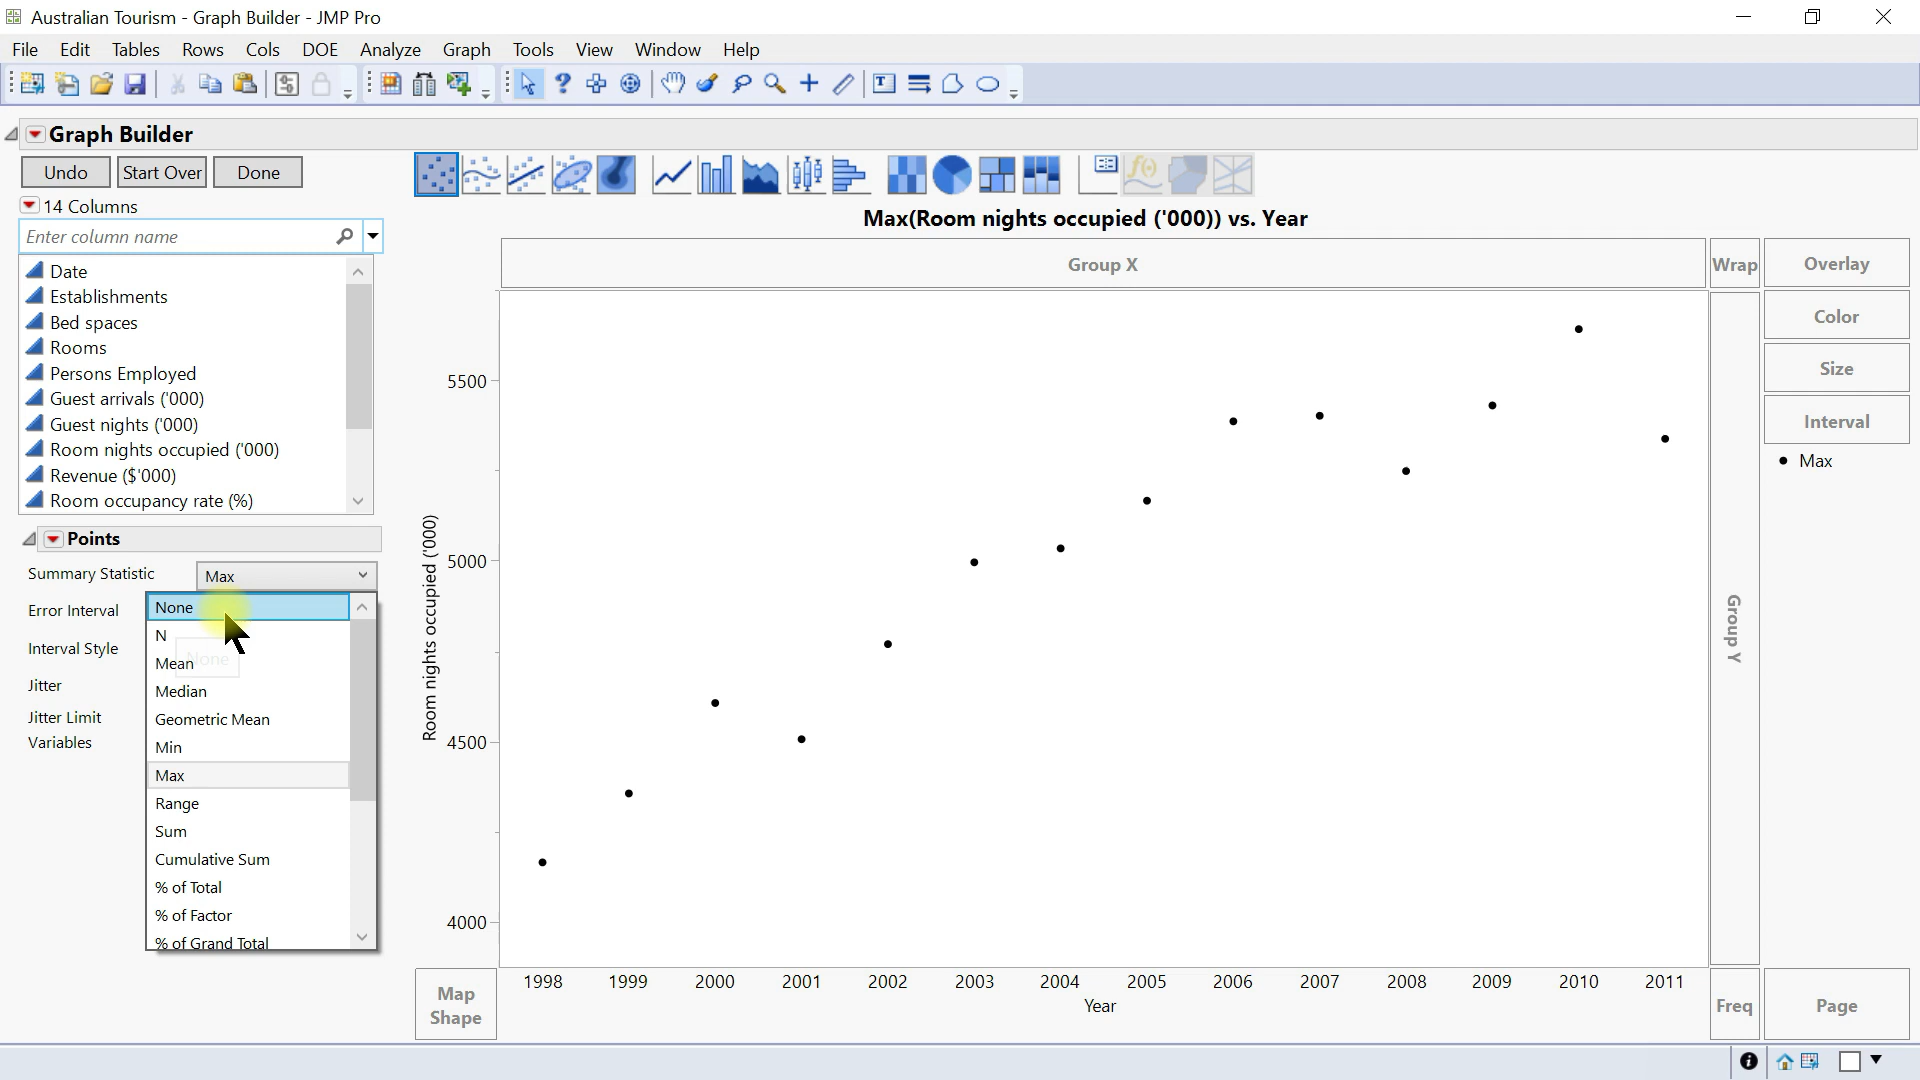 Australian Tourism - Graph Builder - JMP Pro
File Edit Tables Rows Cols DOE Analyze Graph Tools View Window Help
Graph Builder
Undo Start Over Done
14 Columns
Enter column name
Date
Establishments
Bed spaces
Rooms
Persons Employed
Guest arrivals ('000)
Guest nights ('000)
Room nights occupied ('000)
Revenue ($'000)
Room occupancy rate (%)
Points
Summary Statistic Max
Error Interval
Interval Style
Jitter
Jitter Limit
Variables
None
N
Mean
None
Median
Geometric Mean
Min
Max
Range
Sum
Cumulative Sum
% of Total
% of Factor
% of Grand Total
Max(Room nights occupied ('000)) vs. Year
Group X
Wrap
Overlay
Color
Size
Interval
Max
Group Y
Room nights occupied ('000)
5500
5000
4500
4000
1998 1999 2000 2001 2002 2003 2004 2005 2006 2007 2008 2009 2010 2011
Year
Map
Shape
Freq
Page